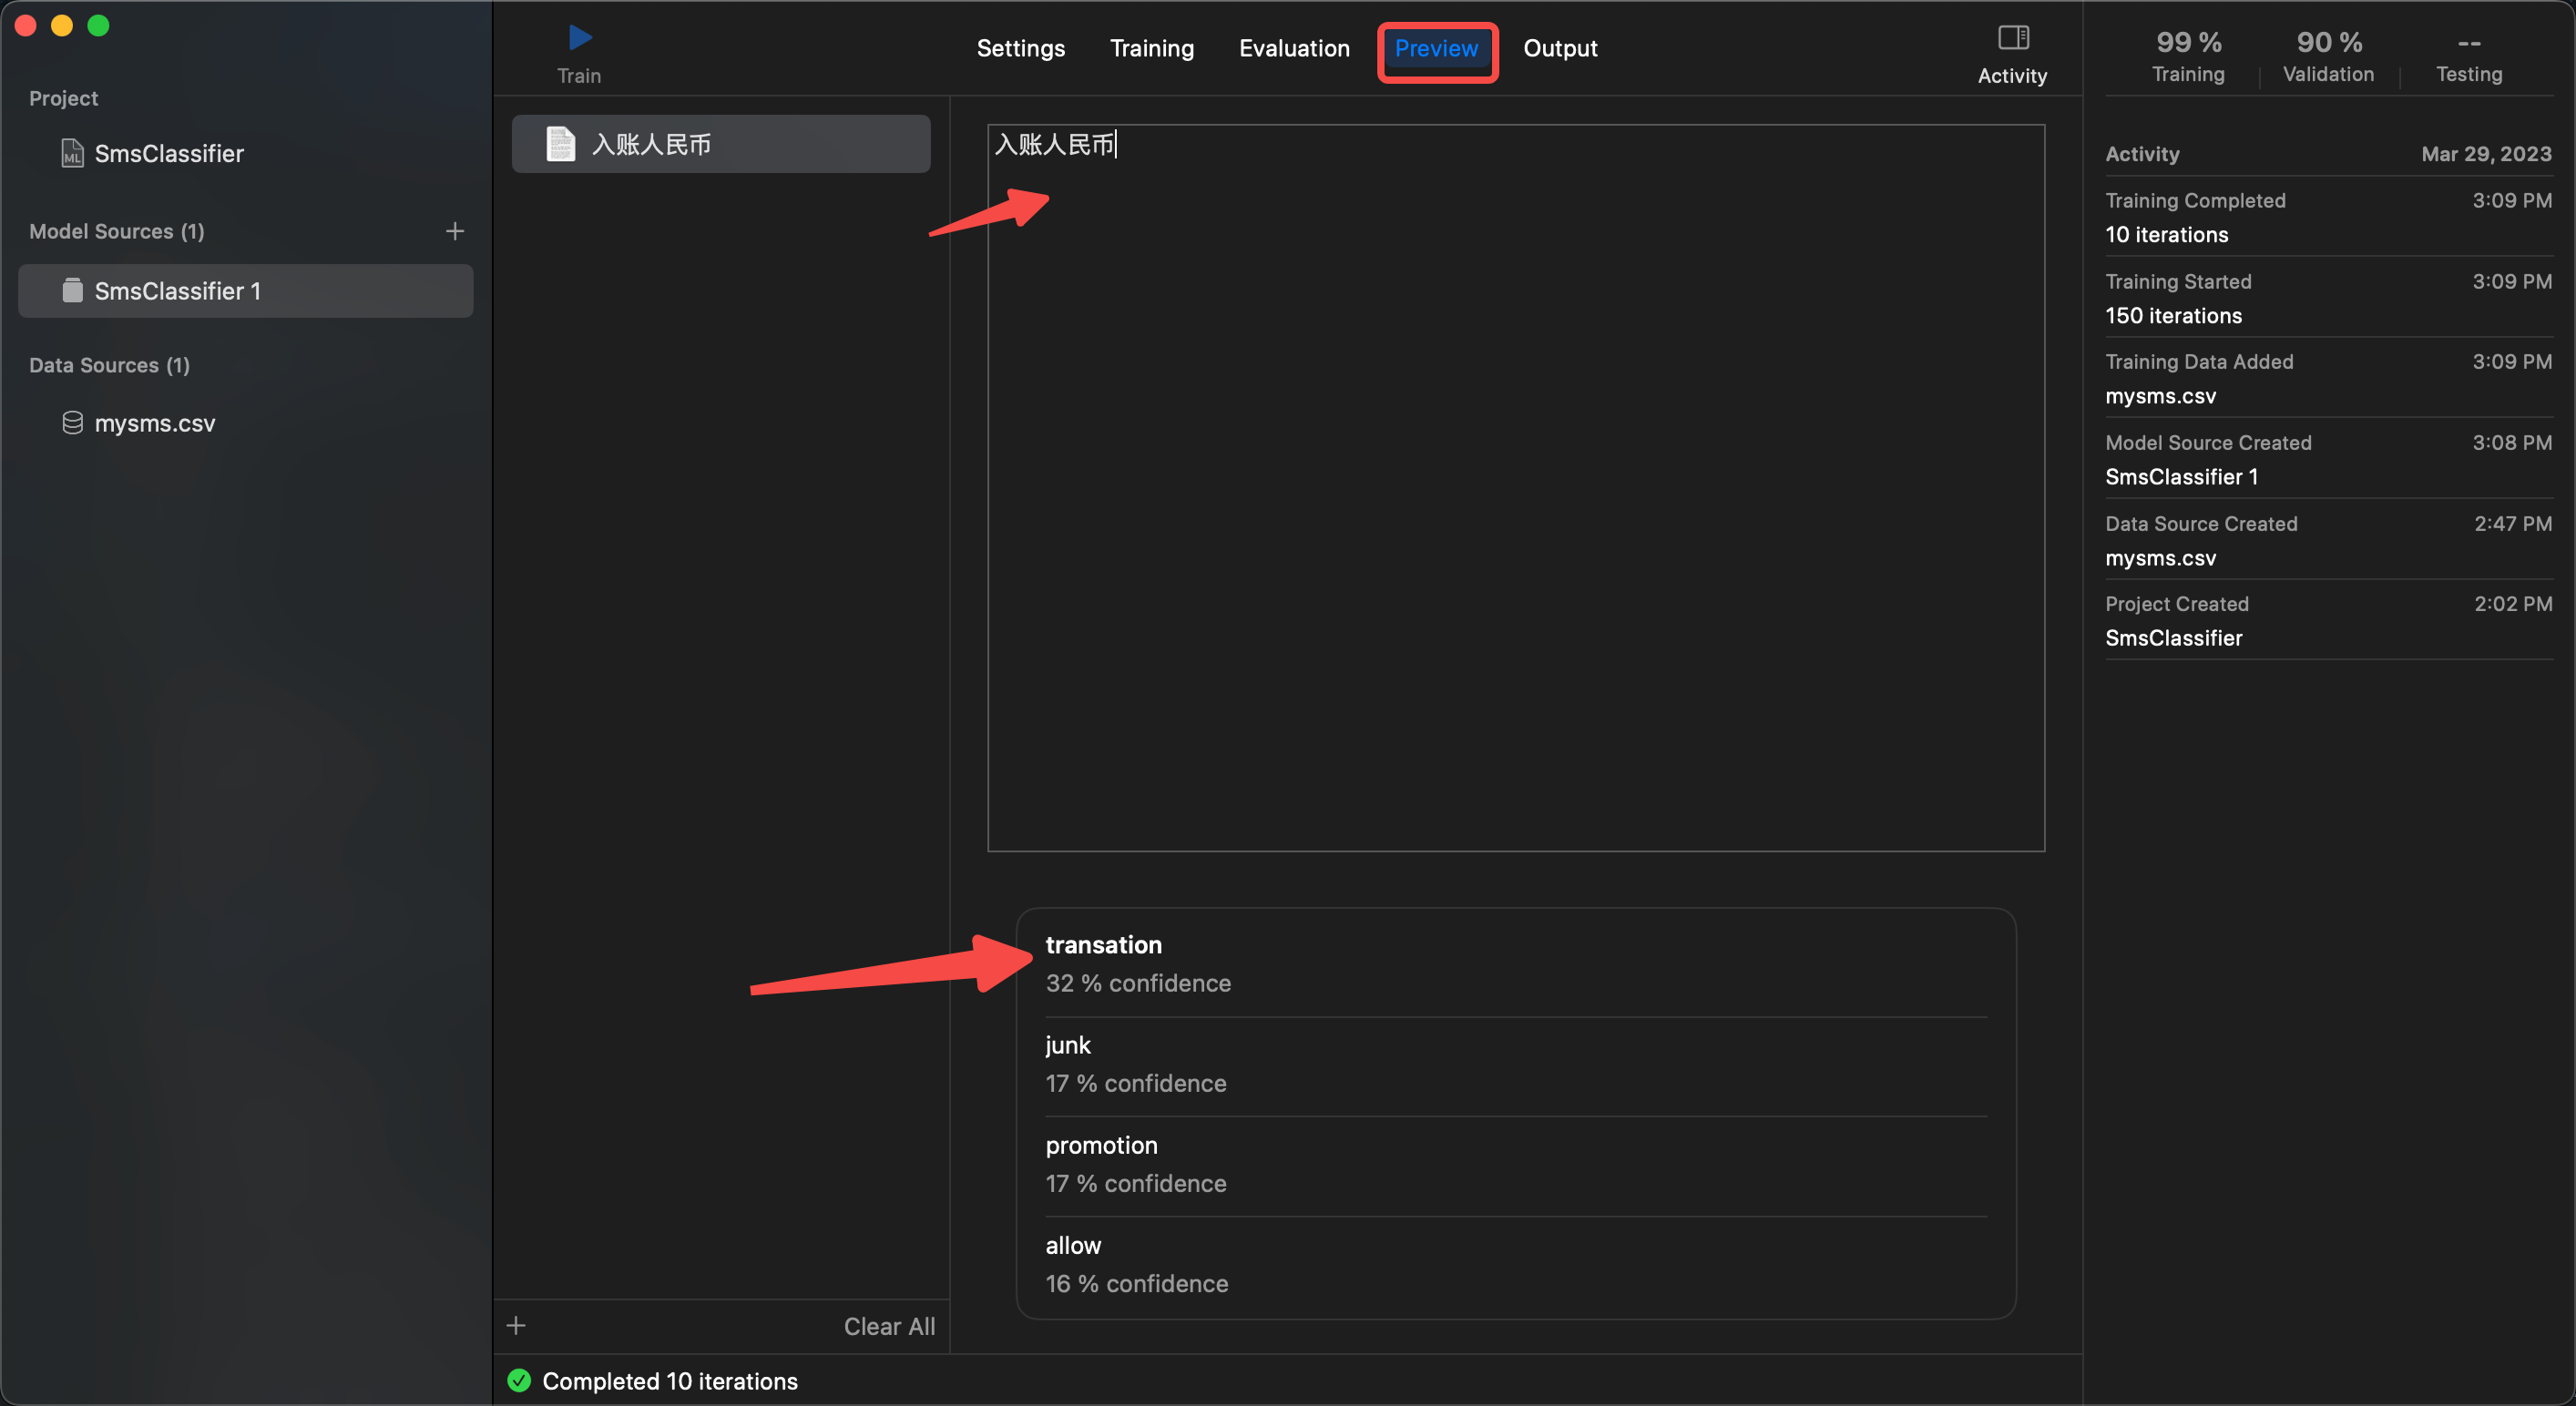 Project
SmsClassifier
Model Sources (1)
SmsClassifier 1
Data Sources (1)
mysms.csv
Train
Settings Training Evaluation Preview Output
Activity
入账人民币
Clear All
入账人民币
transation
32 % confidence
junk
17 % confidence
promotion
17 % confidence
allow
16 % confidence
Completed 10 iterations
99 % 90 % --
Training Validation Testing
Activity Mar 29, 2023
Training Completed 3:09 PM
10 iterations
Training Started 3:09 PM
150 iterations
Training Data Added 3:09 PM
mysms.csv
Model Source Created 3:08 PM
SmsClassifier 1
Data Source Created 2:47 PM
mysms.csv
Project Created 2:02 PM
SmsClassifier